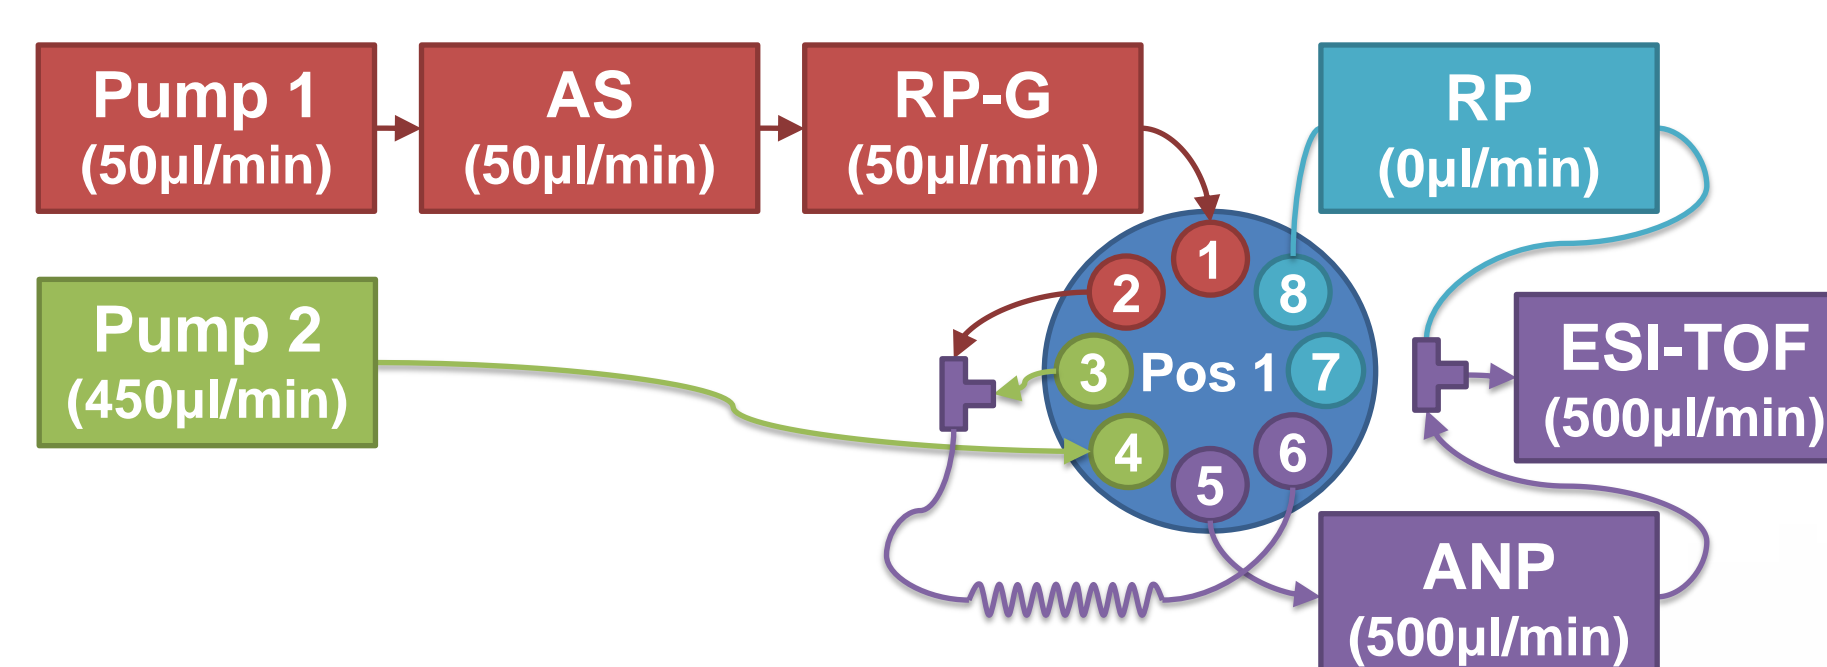 Pump 1
(50µl/min)
AS
(50µl/min)
RP-G
(50µl/min)
RP
(0µl/min)
1
2
8
Pump 2
(450µl/min)
3
Pos 1
7
ESI-TOF
(500µl/min)
4
6
5
ANP
(500µl/min)